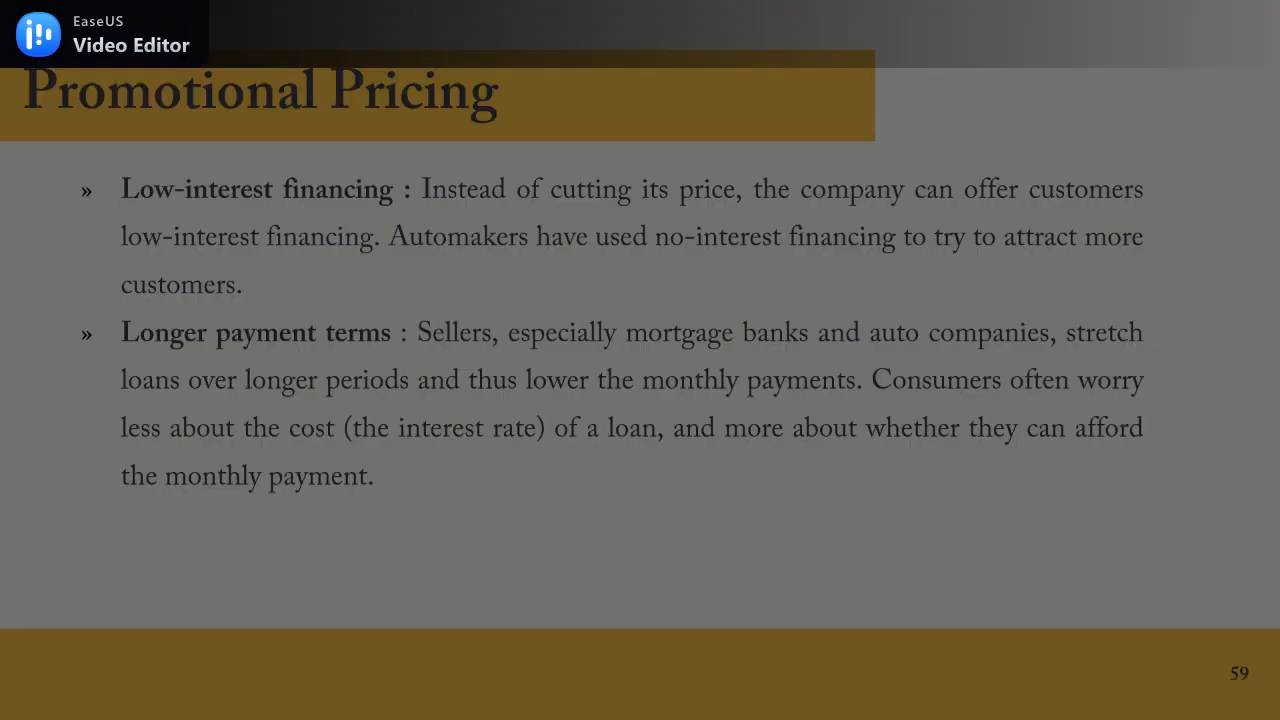 EaseUS
Video Editor
Promotional Pricing
» Low-interest financing : Instead of cutting its price, the company can offer customers
low-interest financing. Automakers have used no-interest financing to try to attract more
customers.
» Longer payment terms : Sellers, especially mortgage banks and auto companies, stretch
loans over longer periods and thus lower the monthly payments. Consumers often worry
less about the cost (the interest rate) of a loan, and more about whether they can afford
the monthly payment.
59